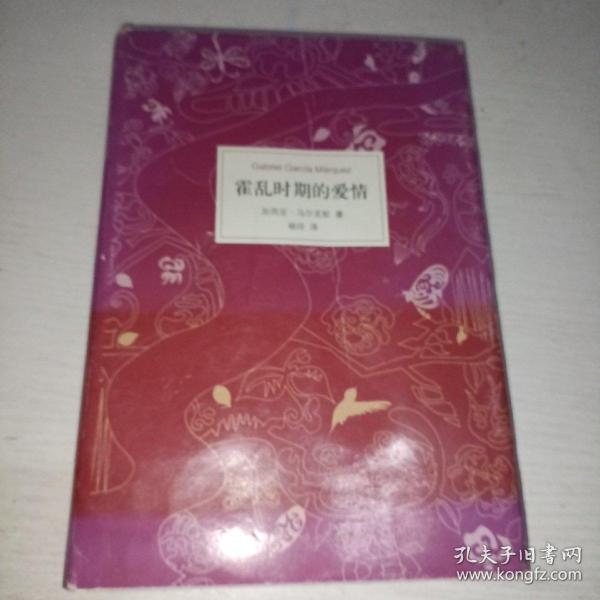 Gabriel García Márquez
霍乱时期的爱情
加西亚·马尔克斯 著
杨玲 译
孔夫子旧书网
www.kongfz.com